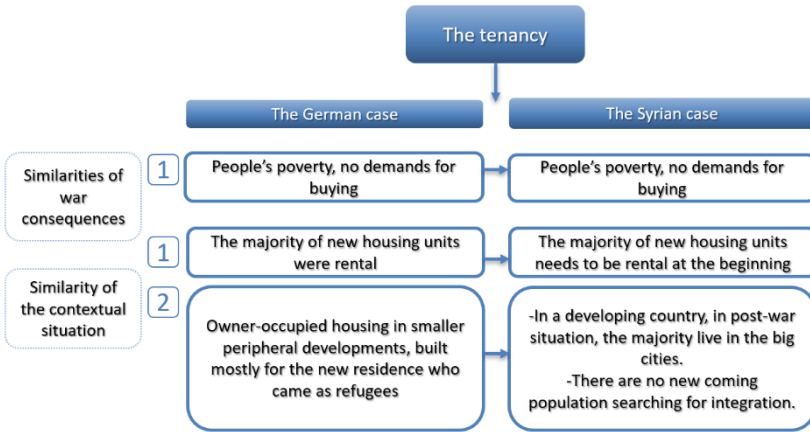 The tenancy
The German case
The Syrian case
Similarities of
war
consequences
1
People's poverty, no demands for
buying
People's poverty, no demands for
buying
1
The majority of new housing units
were rental
The majority of new housing units
needs to be rental at the beginning
Similarity of
the contextual
situation
2
Owner-occupied housing in smaller
peripheral developments, built
mostly for the new residence who
came as refugees
-In a developing country, in post-war
situation, the majority live in the big
cities.
-There are no new coming
population searching for integration.